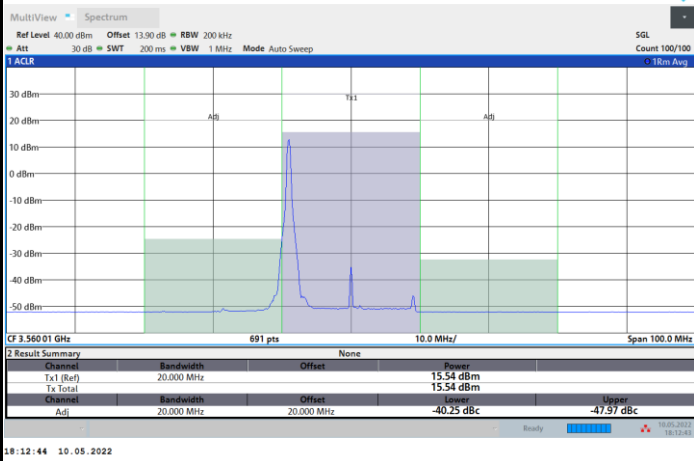 MultiView Spectrum
Ref Level 40.00 dBm Offset 13.90 dB RBW 200 kHz SGL
Att 30 dB SWT 200 ms VBW 1 MHz Mode Auto Sweep Count 100/100
1 ACLR 1Rm Avg
30 dBm
Tx1
20 dBm
Adj Adj
10 dBm
0 dBm
-10 dBm
-20 dBm
-30 dBm
-40 dBm
-50 dBm
CF 3.560 01 GHz 691 pts 10.0 MHz/ Span 100.0 MHz
2 Result Summary None
Channel Bandwidth Offset Power
Tx1 (Ref) 20.000 MHz 15.54 dBm
Tx Total 15.54 dBm
Channel Bandwidth Offset Lower Upper
Adj 20.000 MHz 20.000 MHz -40.25 dBc -47.97 dBc
Ready 10.05.2022
18:12:43
18:12:44 10.05.2022